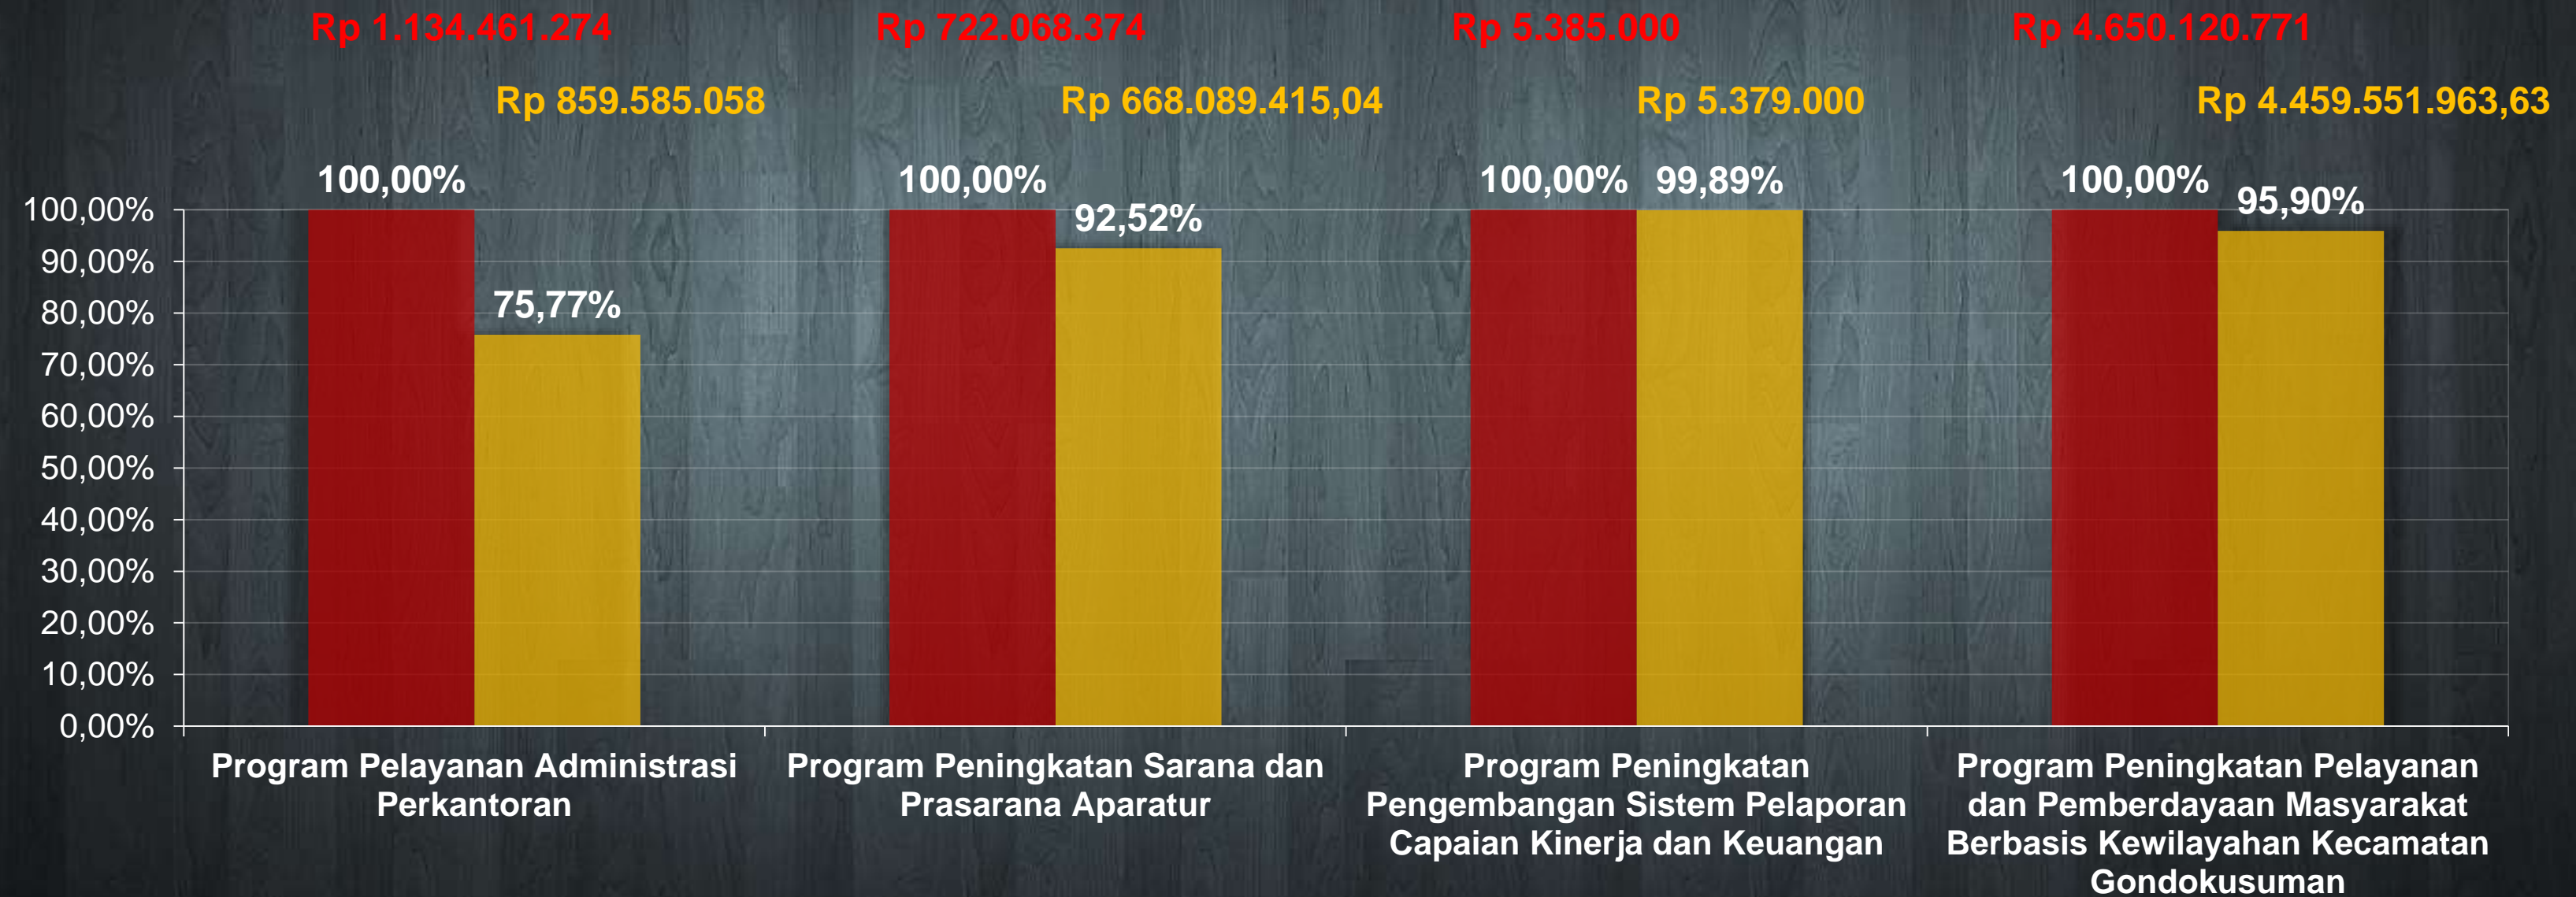 Rp 1.134.461.274
Rp 722.068.374
Rp 5.385.000
Rp 4.650.120.771
Rp 859.585.058
Rp 668.089.415,04
Rp 5.379.000
Rp 4.459.551.963,63
100,00%
75,77%
100,00%
92,52%
100,00%
99,89%
100,00%
95,90%
100,00%
90,00%
80,00%
70,00%
60,00%
50,00%
40,00%
30,00%
20,00%
10,00%
0,00%
Program Pelayanan Administrasi
Perkantoran
Program Peningkatan Sarana dan
Prasarana Aparatur
Program Peningkatan
Pengembangan Sistem Pelaporan
Capaian Kinerja dan Keuangan
Program Peningkatan Pelayanan
dan Pemberdayaan Masyarakat
Berbasis Kewilayahan Kecamatan
Gondokusuman